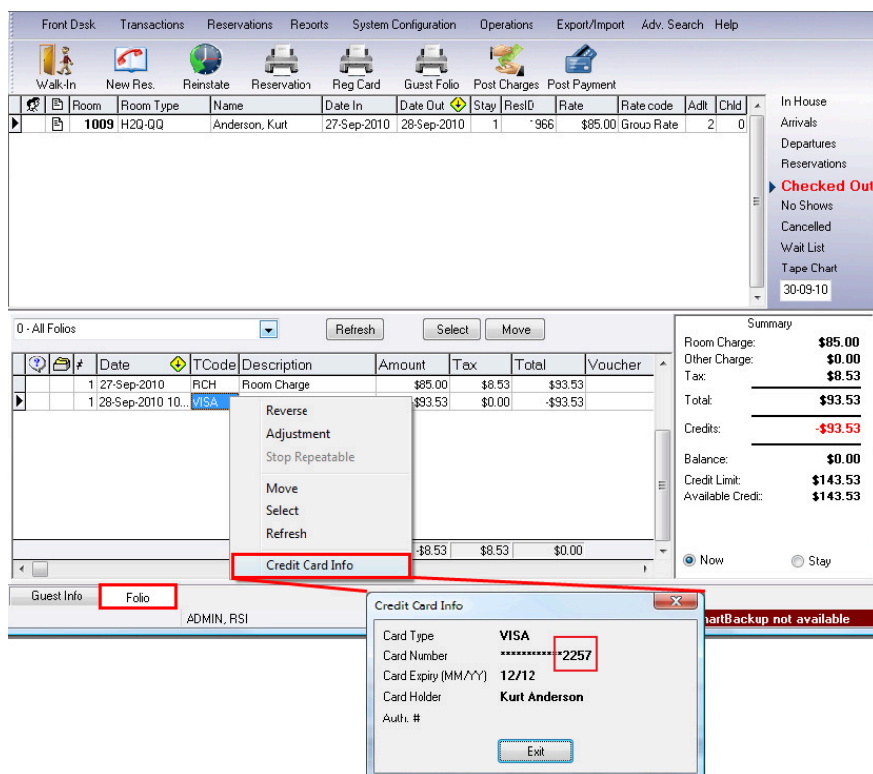 Front Desk Transactions Reservations Reports System Configuration Operations Export/Import Adv. Search Help
Walk-In New Res. Reinstate Reservation Reg Card Guest Folio Post Charges Post Payment
Room Room Type Name Date In Date Out Stay ResID Rate Rate code Adlt Chld
1009 H2Q-QQ Anderson, Kurt 27-Sep-2010 28-Sep-2010 1 966 $85.00 Group Rate 2 0
In House
Arrivals
Departures
Reservations
Checked Out
No Shows
Cancelled
Wait List
Tape Chart
30-09-10
0 - All Folios Refresh Select Move
# Date TCode Description Amount Tax Total Voucher
1 27-Sep-2010 RCH Room Charge $85.00 $8.53 $93.53
1 28-Sep-2010 10... VISA $93.53 $0.00 -$93.53
Reverse
Adjustment
Stop Repeatable
Move
Select
Refresh
Credit Card Info
-$8.53 $8.53 $0.00
Summary
Room Charge: $85.00
Other Charge: $0.00
Tax: $8.53
Total: $93.53
Credits: -$93.53
Balance: $0.00
Credit Limit: $143.53
Available Credi: $143.53
Now Stay
Guest Info Folio
ADMIN, RSI
artBackup not available
Credit Card Info
Card Type VISA
Card Number ************2257
Card Expiry (MM/YY) 12/12
Card Holder Kurt Anderson
Auth. #
Exit